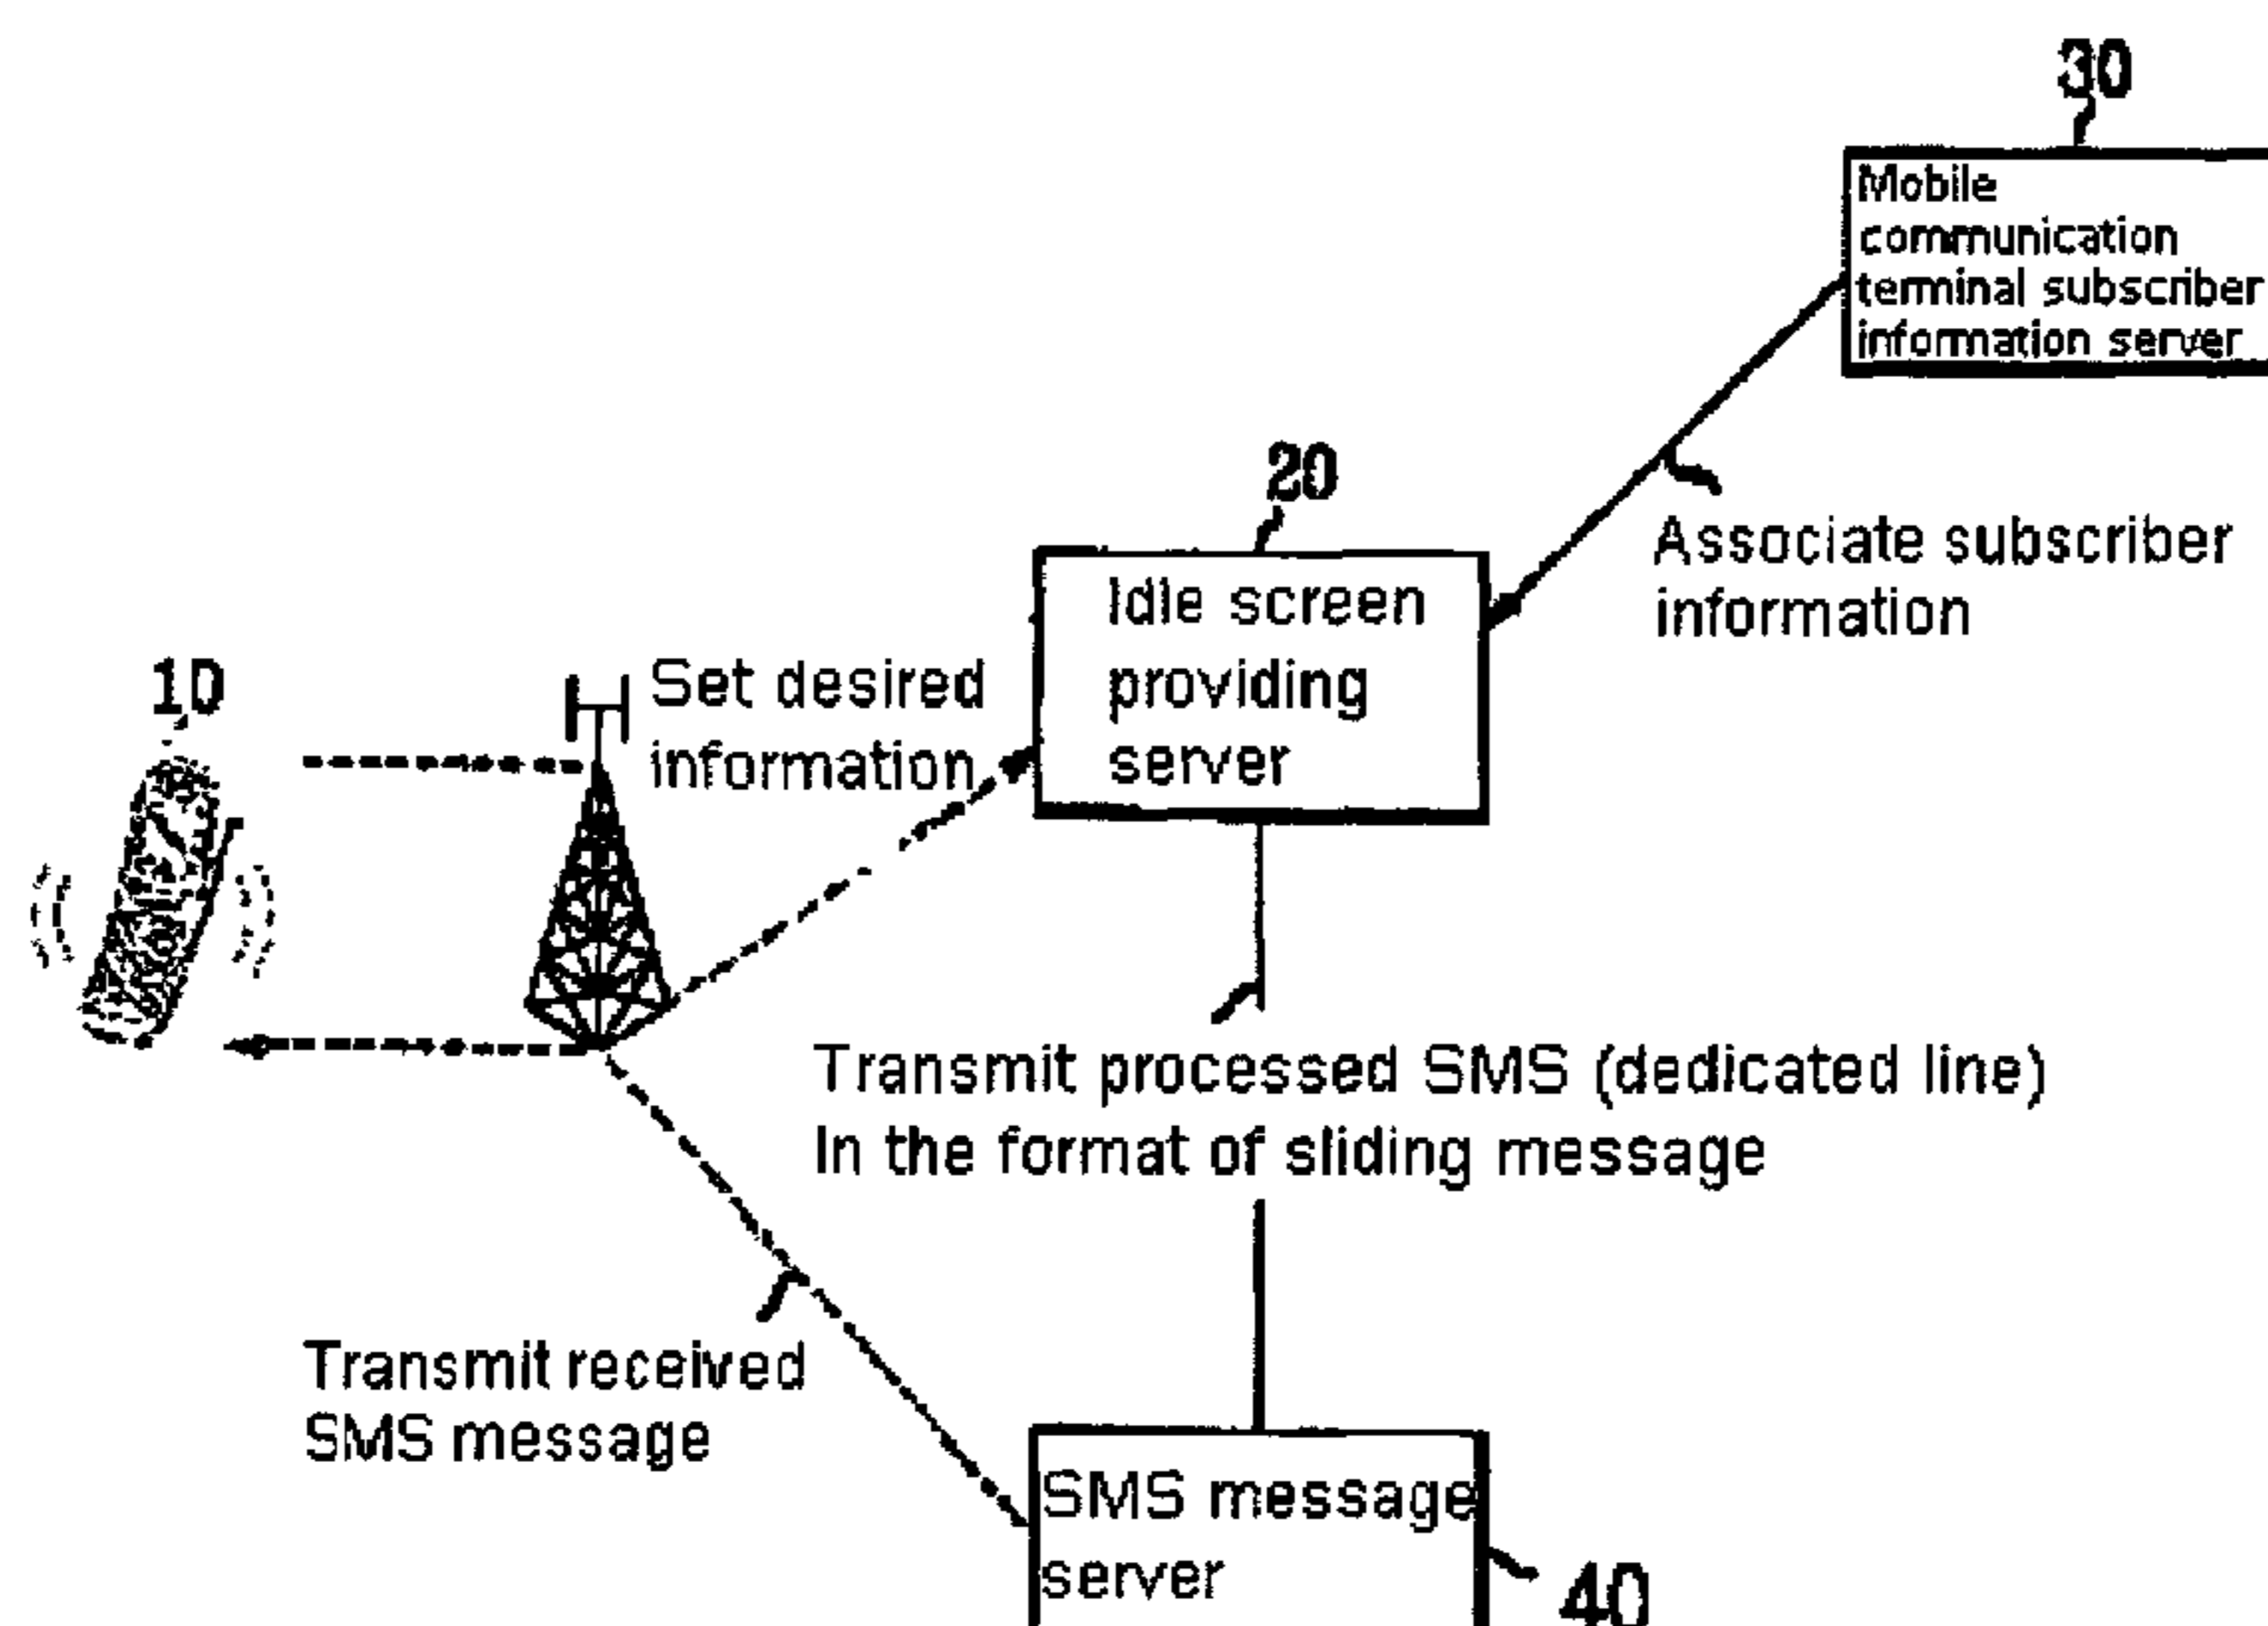 30
Mobile
communication
terminal subscriber
information server
20
Associate subscriber
information
Idle screen
providing
server
10
Set desired
information
Transmit processed SMS (dedicated line)
In the format of sliding message
Transmit received
SMS message
SMS message
server
40